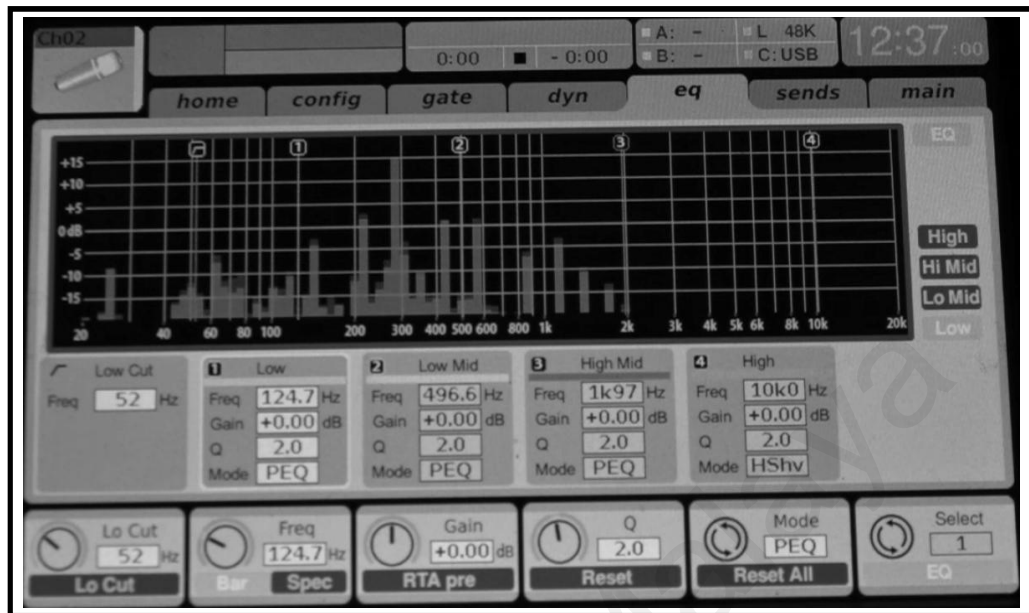 Ch02
0:00 - 0:00
A: - L 48K
B: - C: USB
12:37 :00
home config gate dyn eq sends main
1 2 3 4
+15
+10
+5
0dB
-5
-10
-15
20 40 60 80 100 200 300 400 500 600 800 1k 2k 3k 4k 5k 6k 8k 10k 20k
EQ
High
Hi Mid
Lo Mid
Low
Low Cut
Freq 52 Hz
1 Low
Freq 124.7 Hz
Gain +0.00 dB
Q 2.0
Mode PEQ
2 Low Mid
Freq 496.6 Hz
Gain +0.00 dB
Q 2.0
Mode PEQ
3 High Mid
Freq 1k97 Hz
Gain +0.00 dB
Q 2.0
Mode PEQ
4 High
Freq 10k0 Hz
Gain +0.00 dB
Q 2.0
Mode HShv
Lo Cut
52 Hz
Lo Cut
Freq
124.7 Hz
Bar Spec
Gain
+0.00 dB
RTA pre
Q
2.0
Reset
Mode
PEQ
Reset All
Select
1
EQ